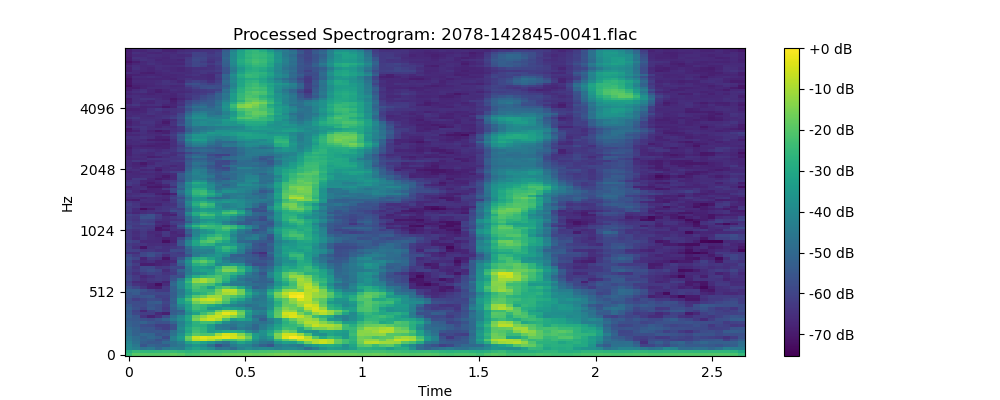 Processed Spectrogram: 2078-142845-0041.flac
Hz
4096
2048
1024
512
0
0
0.5
1
1.5
2
2.5
Time
+0 dB
-10 dB
-20 dB
-30 dB
-40 dB
-50 dB
-60 dB
-70 dB